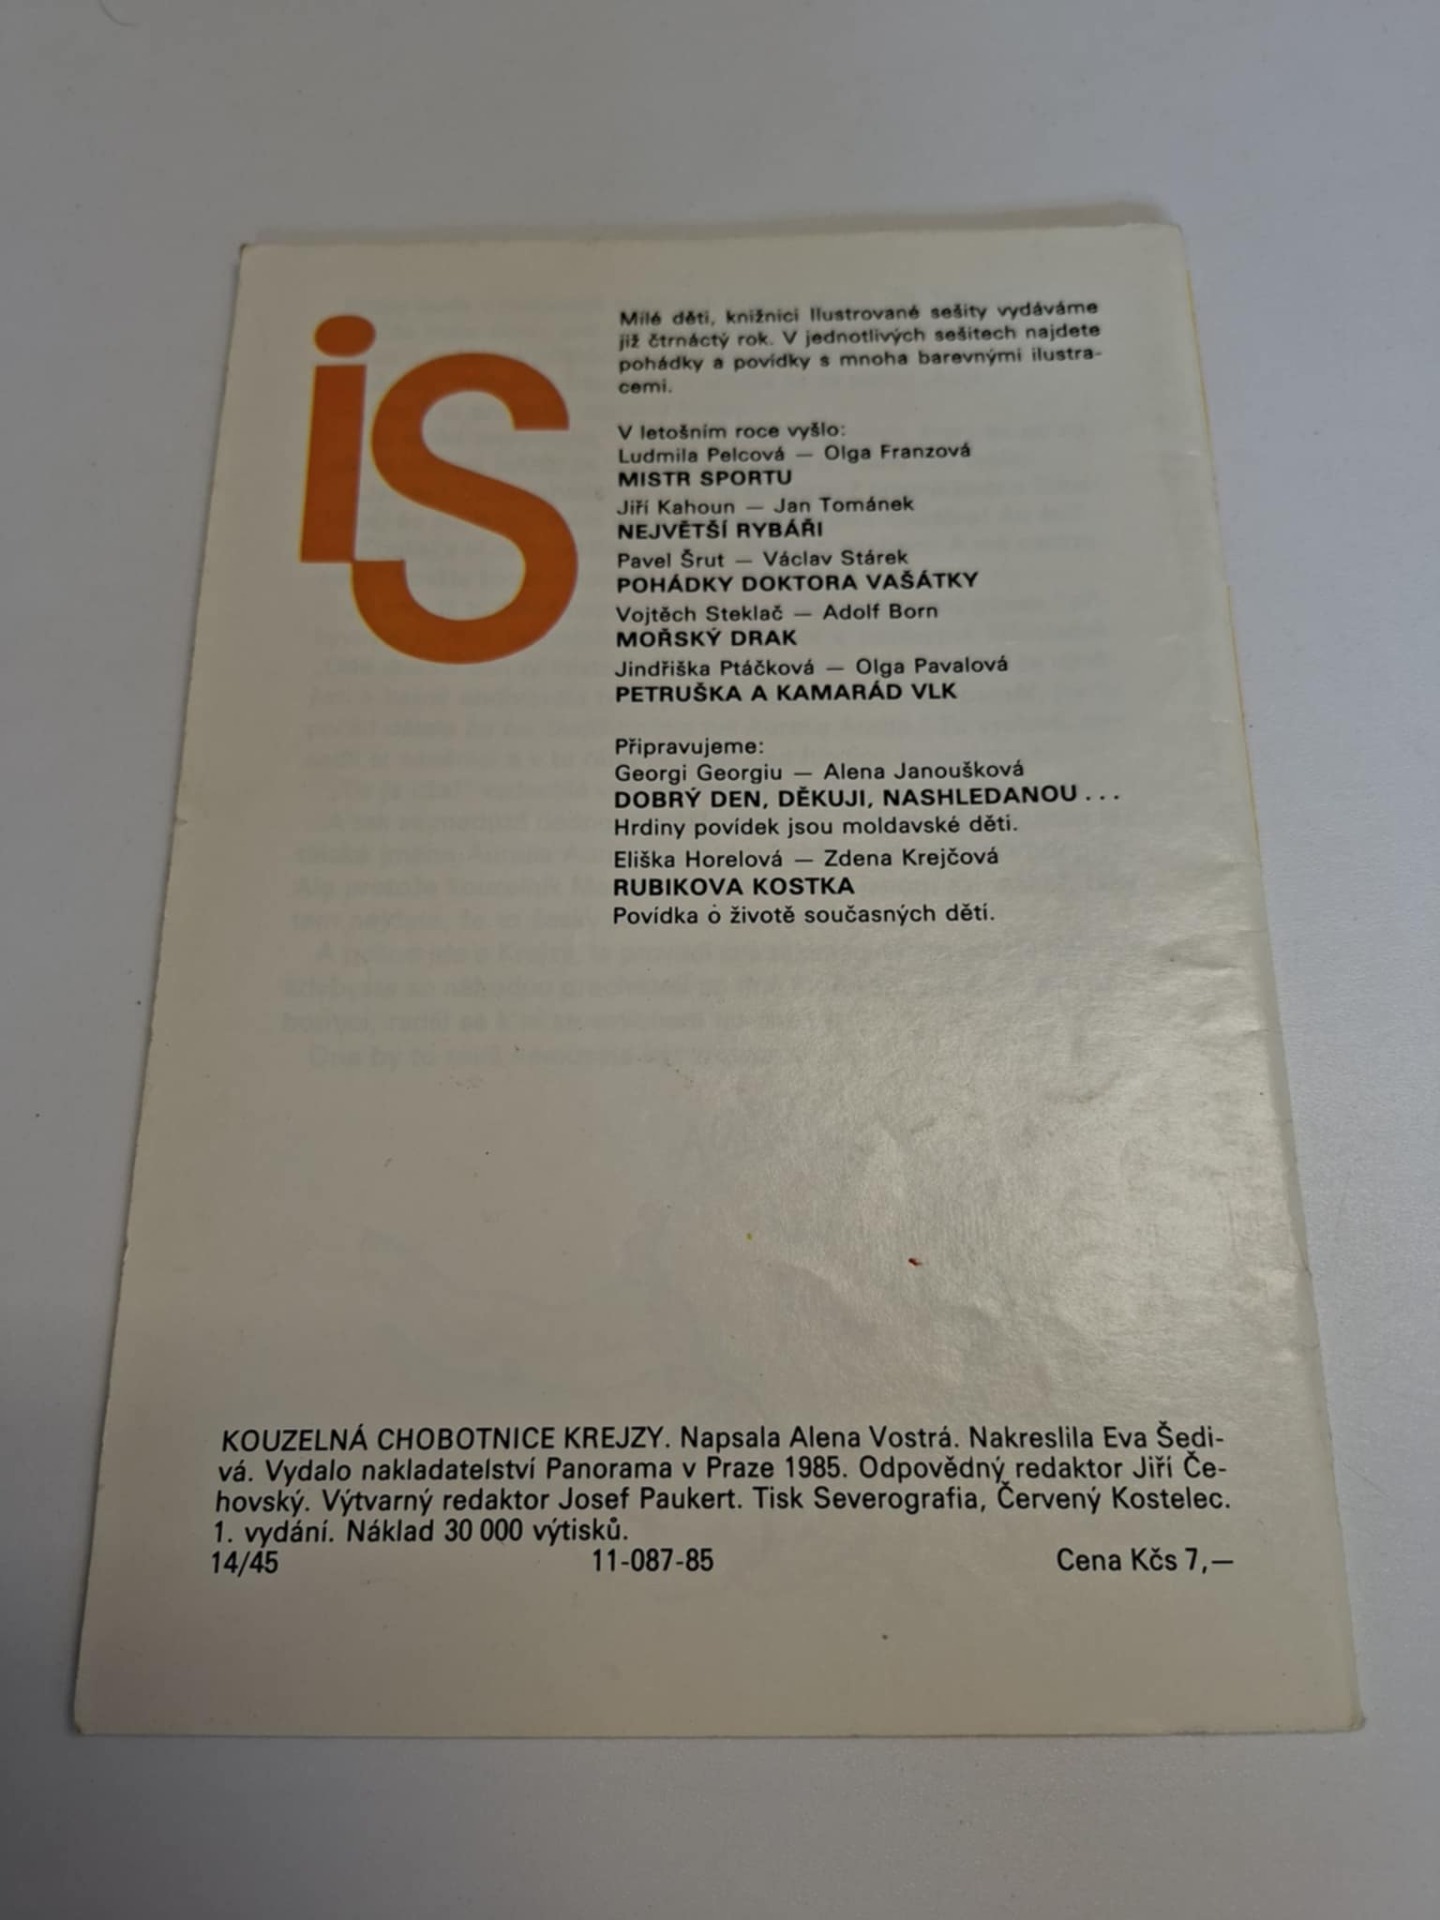 iS
Milé děti, knižnici Ilustrované sešity vydáváme
již čtrnáctý rok. V jednotlivých sešitech najdete
pohádky a povídky s mnoha barevnými ilustra-
cemi.
V letošním roce vyšlo:
Ludmila Pelcová — Olga Franzová
MISTR SPORTU
Jiří Kahoun — Jan Tománek
NEJVĚTŠÍ RYBÁŘI
Pavel Šrut — Václav Stárek
POHÁDKY DOKTORA VAŠÁTKY
Vojtěch Steklač — Adolf Born
MOŘSKÝ DRAK
Jindřiška Ptáčková — Olga Pavalová
PETRUŠKA A KAMARÁD VLK
Připravujeme:
Georgi Georgiu — Alena Janoušková
DOBRÝ DEN, DĚKUJI, NASHLEDANOU...
Hrdiny povídek jsou moldavské děti.
Eliška Horelová — Zdena Krejčová
RUBIKOVA KOSTKA
Povídka o životě současných dětí.
KOUZELNÁ CHOBOTNICE KREJZY. Napsala Alena Vostrá. Nakreslila Eva Šedi-
vá. Vydalo nakladatelství Panorama v Praze 1985. Odpovědný redaktor Jiří Če-
hovský. Výtvarný redaktor Josef Paukert. Tisk Severografia, Červený Kostelec.
1. vydání. Náklad 30 000 výtisků.
14/45 11-087-85 Cena Kčs 7,—